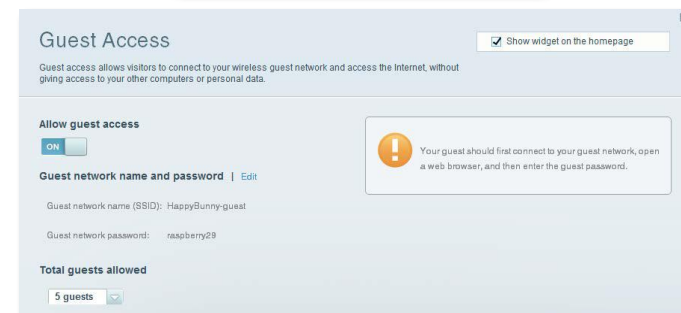 Guest Access
Show widget on the homepage
Guest access allows visitors to connect to your wireless guest network and access the Internet, without
giving access to your other computers or personal data.
Allow guest access
ON
Your guest should first connect to your guest network, open
a web browser, and then enter the guest password.
Guest network name and password | Edit
Guest network name (SSID): HappyBunny-guest
Guest network password: raspberry29
Total guests allowed
5 guests